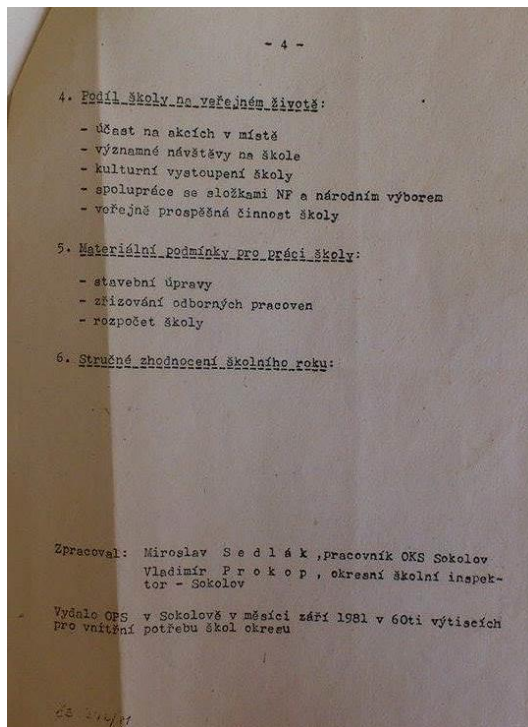 - 4 -
4. Podíl školy na veřejném životě:
- účast na akcích v místě
- významné návštěvy na škole
- kulturní vystoupení školy
- spolupráce se složkami NF a národním výborem
- veřejně prospěšná činnost školy
5. Materiální podmínky pro práci školy:
- stavební úpravy
- zřizování odborných pracoven
- rozpočet školy
6. Stručné zhodnocení školního roku:
Zpracoval: Miroslav S e d l á k , pracovník OKS Sokolov
Vladimír P r o k o p , okresní školní inspek-
tor - Sokolov
Vydalo OPS v Sokolově v měsíci září 1981 v 60ti výtiscích
pro vnitřní potřebu škol okresu